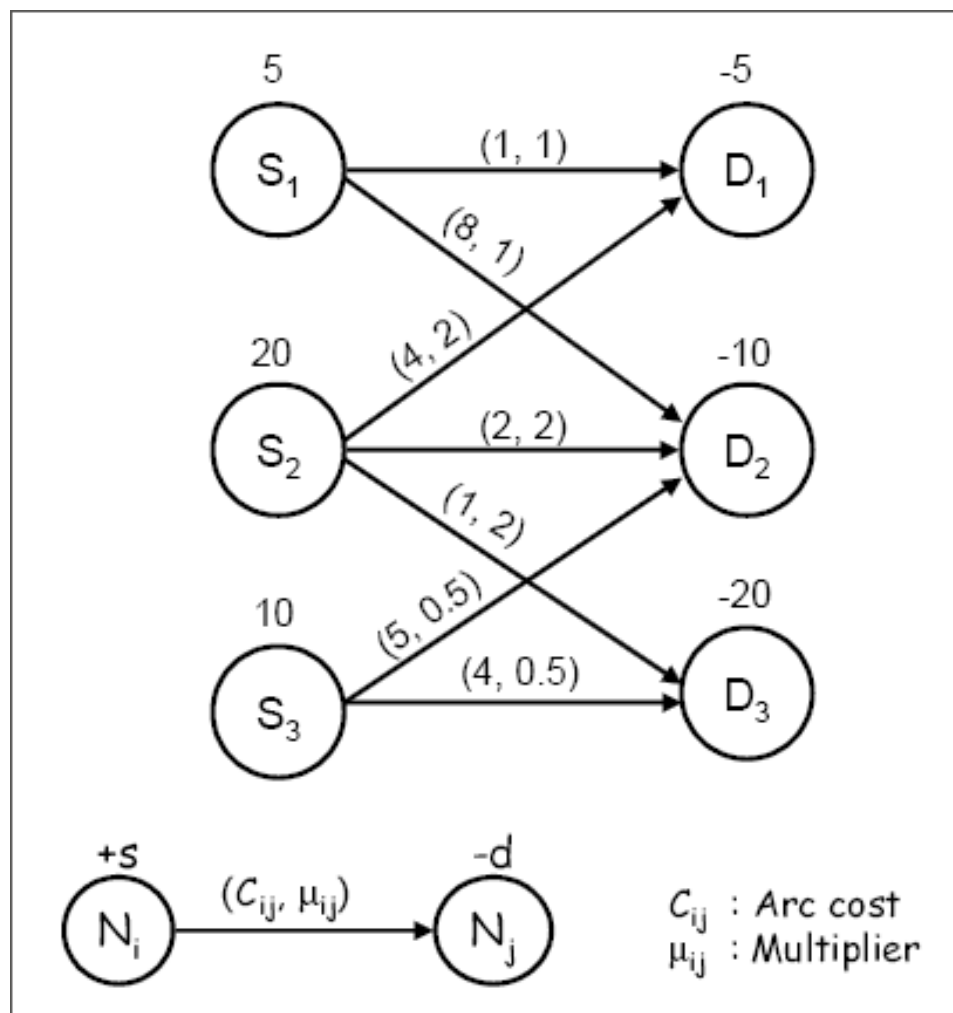 5
-5
S₁
(1, 1)
D₁
(8, 1)
(4, 2)
20
-10
S₂
(2, 2)
D₂
(1, 2)
(5, 0.5)
10
-20
S₃
(4, 0.5)
D₃
+s
-d
Nᵢ
(Cᵢⱼ, μᵢⱼ)
Nⱼ
Cᵢⱼ : Arc cost
μᵢⱼ : Multiplier